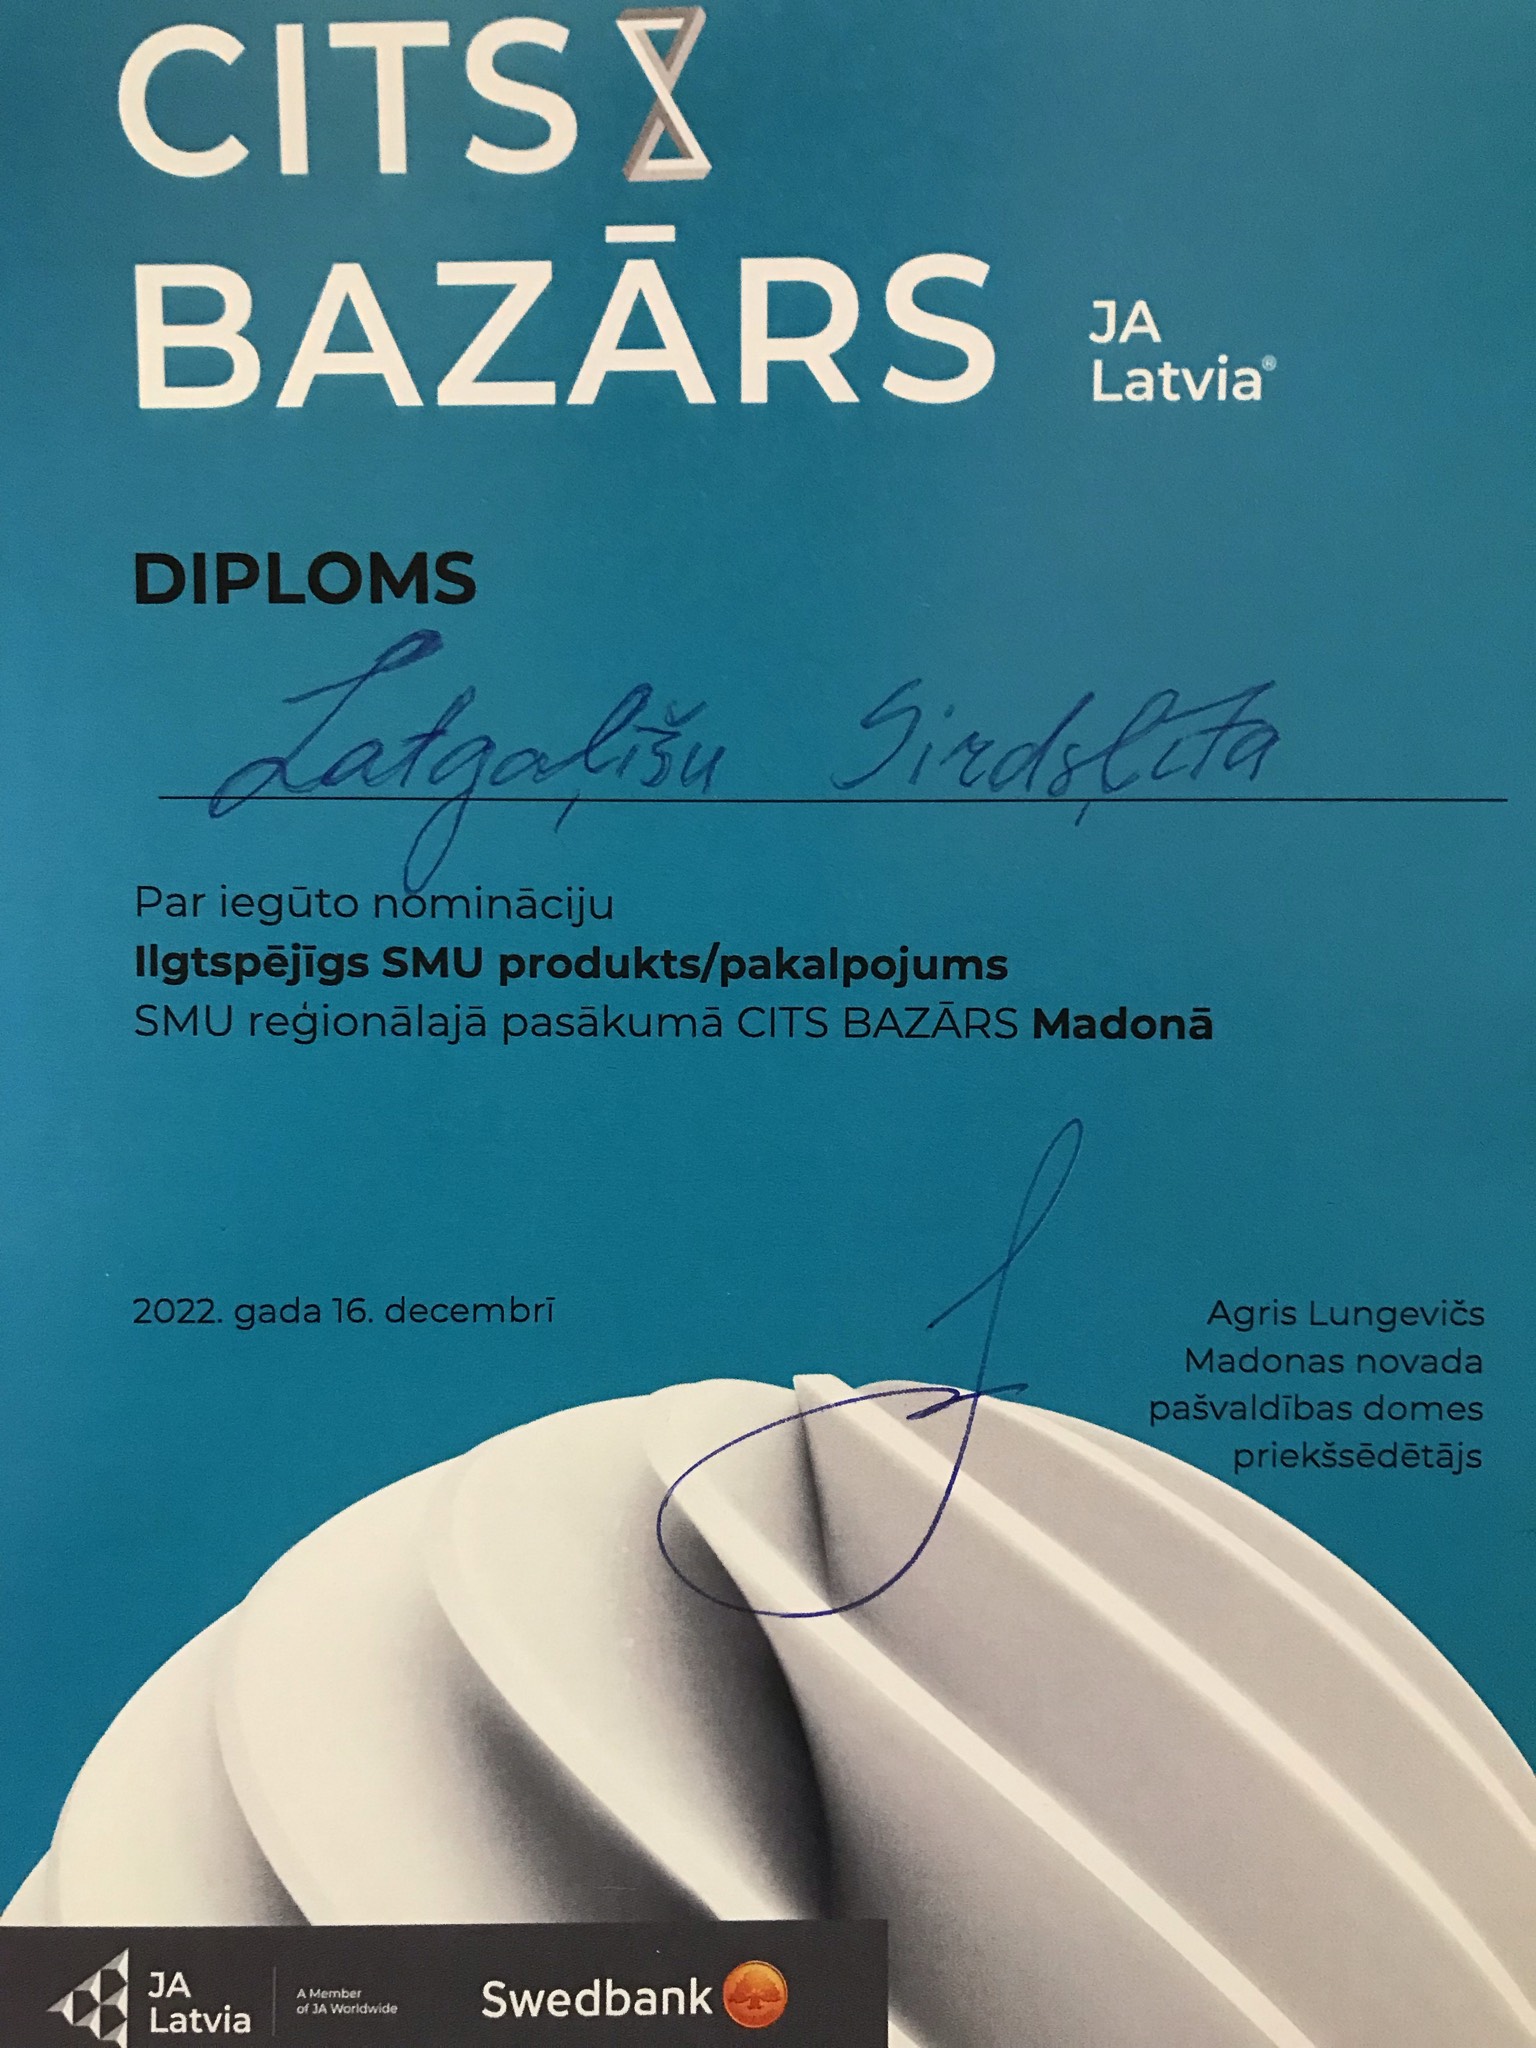 CITS
BAZĀRS
JA
Latvia®
DIPLOMS
Latgaļīšu Sirdsļīta
Par iegūto nomināciju
Ilgtspējīgs SMU produkts/pakalpojums
SMU reģionālajā pasākumā CITS BAZĀRS Madonā
2022. gada 16. decembrī
Agris Lungevičs
Madonas novada
pašvaldības domes
priekšsēdētājs
JA
Latvia
A Member
of JA Worldwide
Swedbank